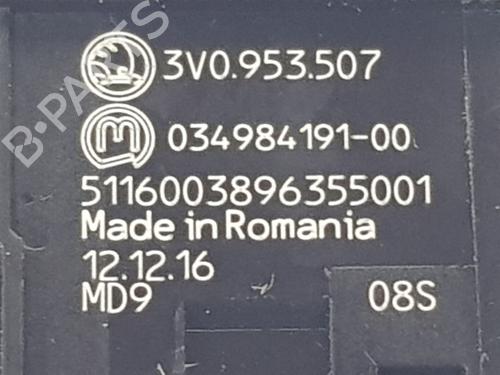 3V0.953.507
034984191-00
5116003896355001
Made in Romania
12.12.16
MD9 08S
B-PARTS